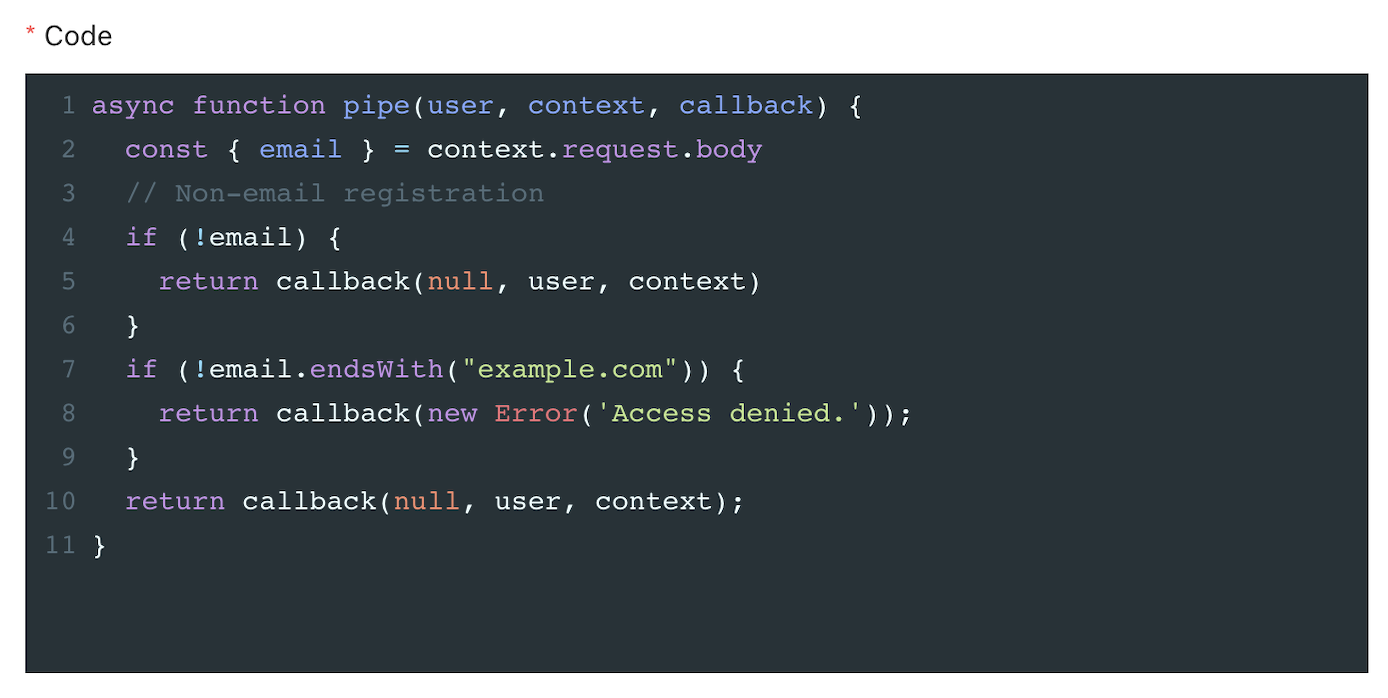 * Code
1 async function pipe(user, context, callback) {
2   const { email } = context.request.body
3   // Non-email registration
4   if (!email) {
5     return callback(null, user, context)
6   }
7   if (!email.endsWith("example.com")) {
8     return callback(new Error('Access denied.'));
9   }
10   return callback(null, user, context);
11 }